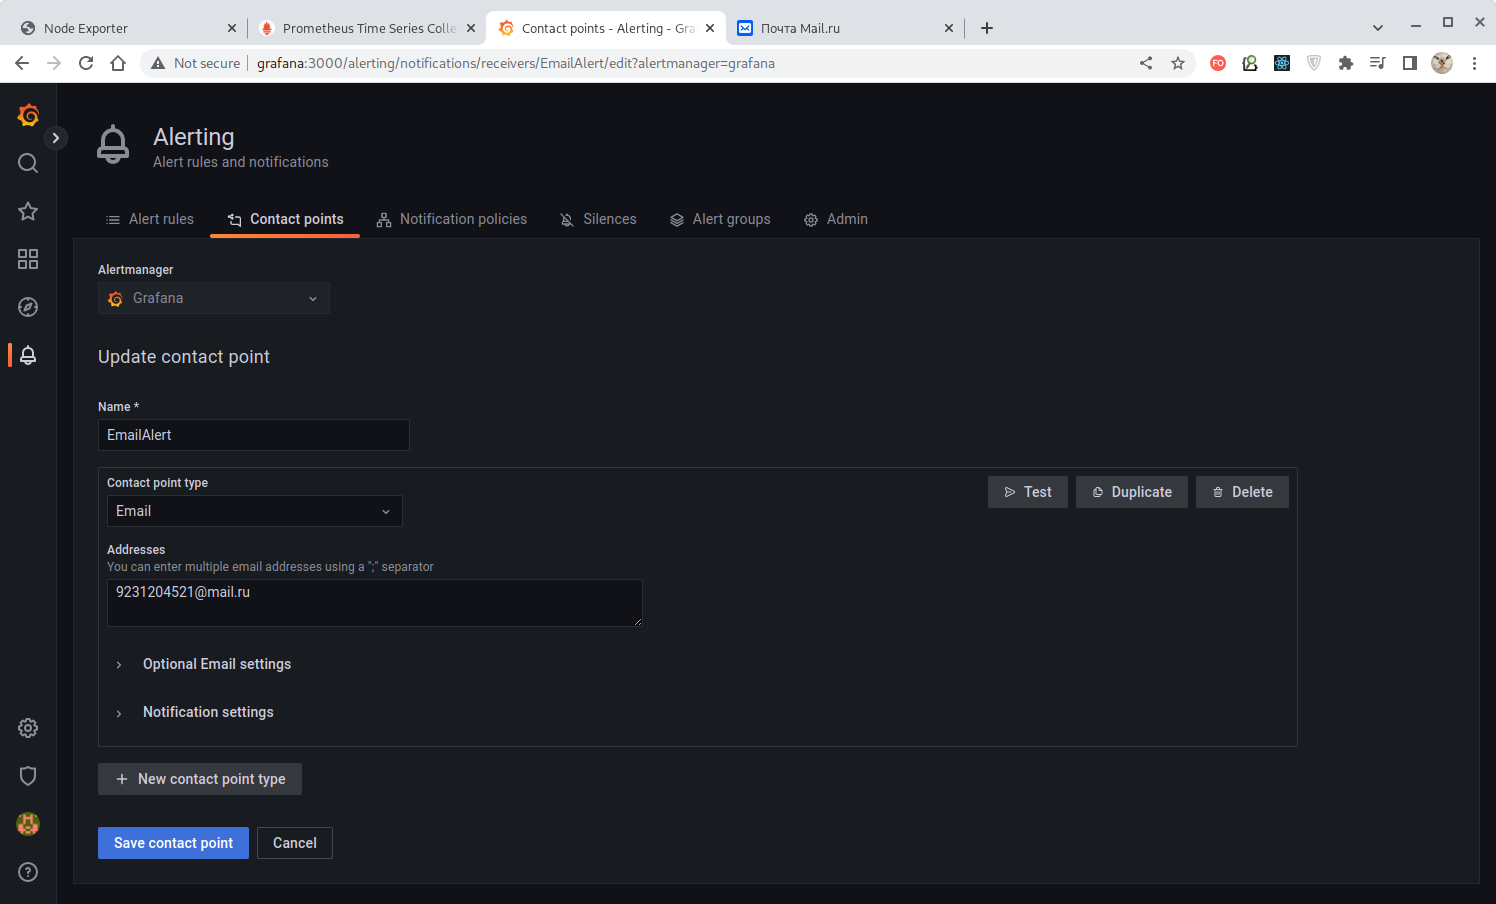 Node Exporter
Prometheus Time Series Colle
Contact points - Alerting - Gra
Почта Mail.ru
Not secure
grafana:3000/alerting/notifications/receivers/EmailAlert/edit?alertmanager=grafana
FO
Alerting
Alert rules and notifications
Alert rules
Contact points
Notification policies
Silences
Alert groups
Admin
Alertmanager
Grafana
Update contact point
Name *
EmailAlert
Contact point type
Email
Test
Duplicate
Delete
Addresses
You can enter multiple email addresses using a ";" separator
9231204521@mail.ru
Optional Email settings
Notification settings
New contact point type
Save contact point
Cancel